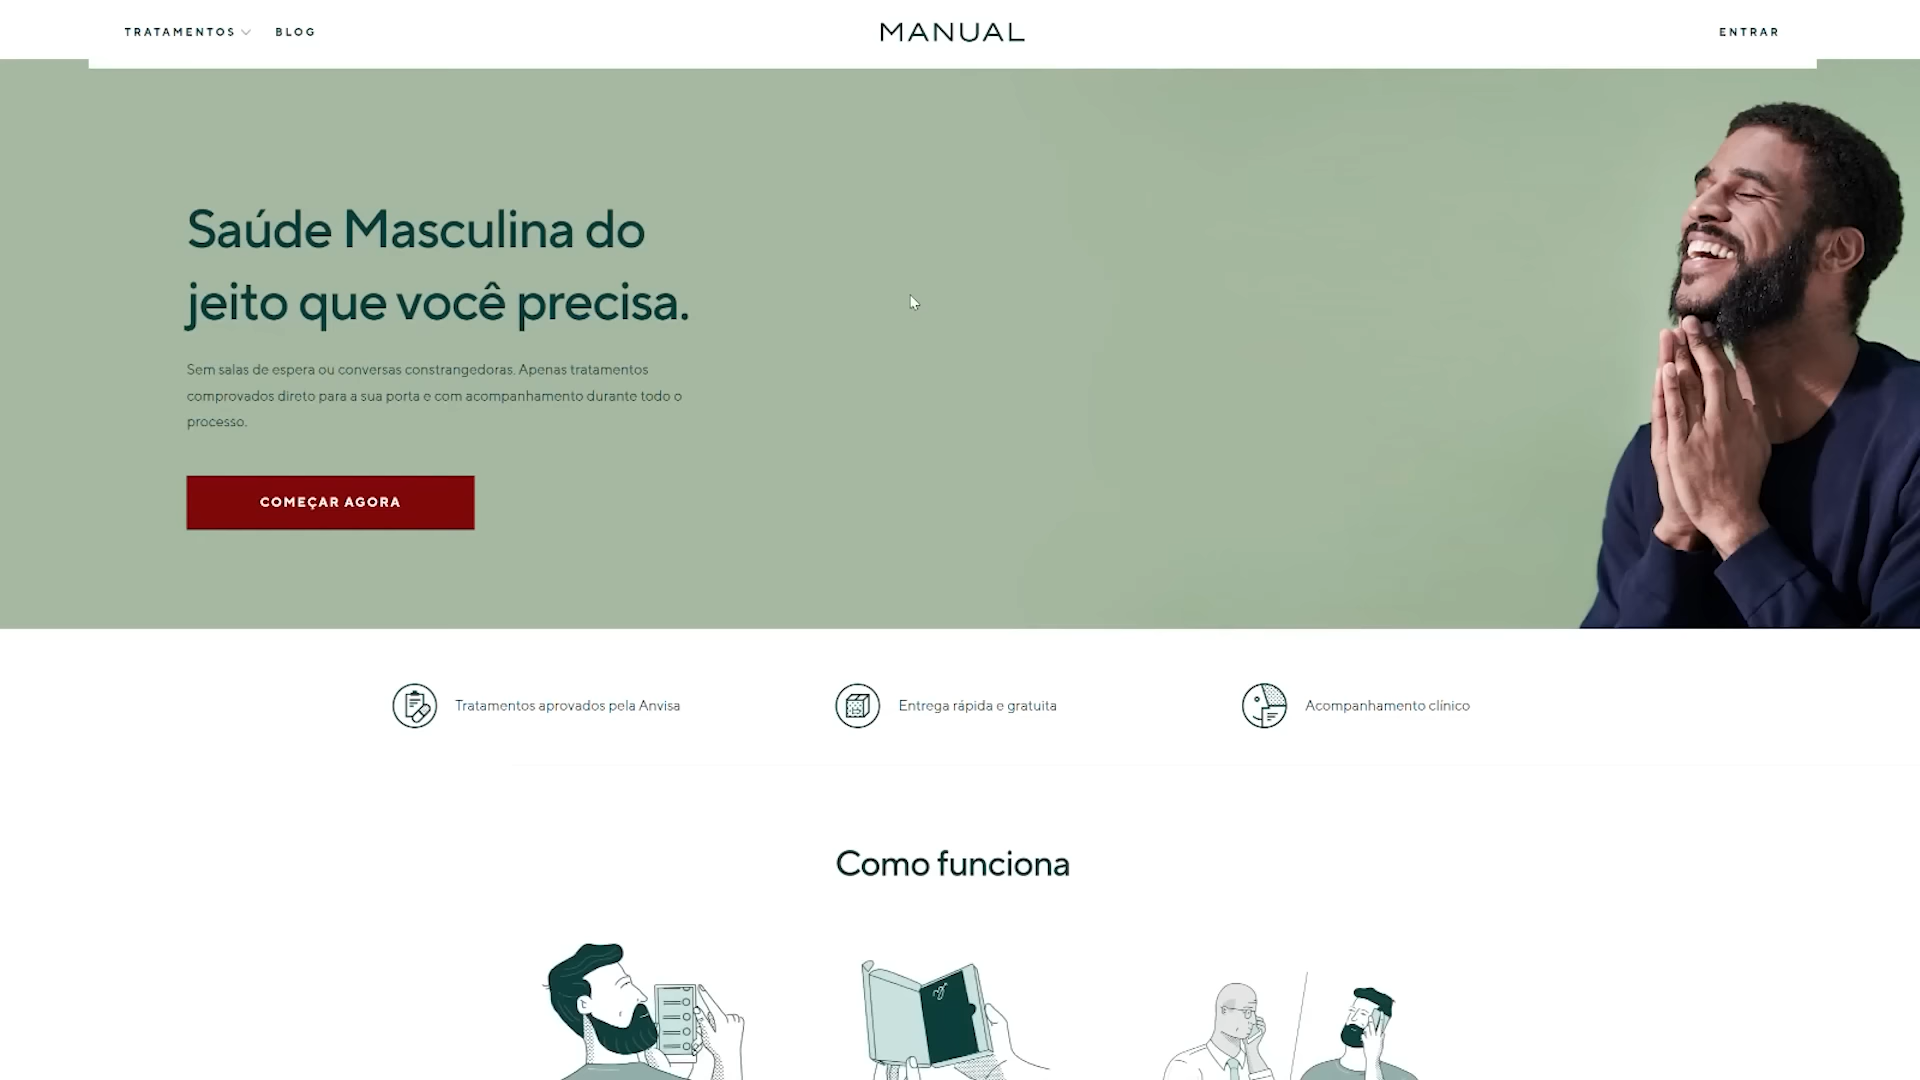 TRATAMENTOS
BLOG
MANUAL
ENTRAR
Saúde Masculina do
jeito que você precisa.
Sem salas de espera ou conversas constrangedoras. Apenas tratamentos
comprovados direto para a sua porta e com acompanhamento durante todo o
processo.
COMEÇAR AGORA
Tratamentos aprovados pela Anvisa
Entrega rápida e gratuita
Acompanhamento clínico
Como funciona